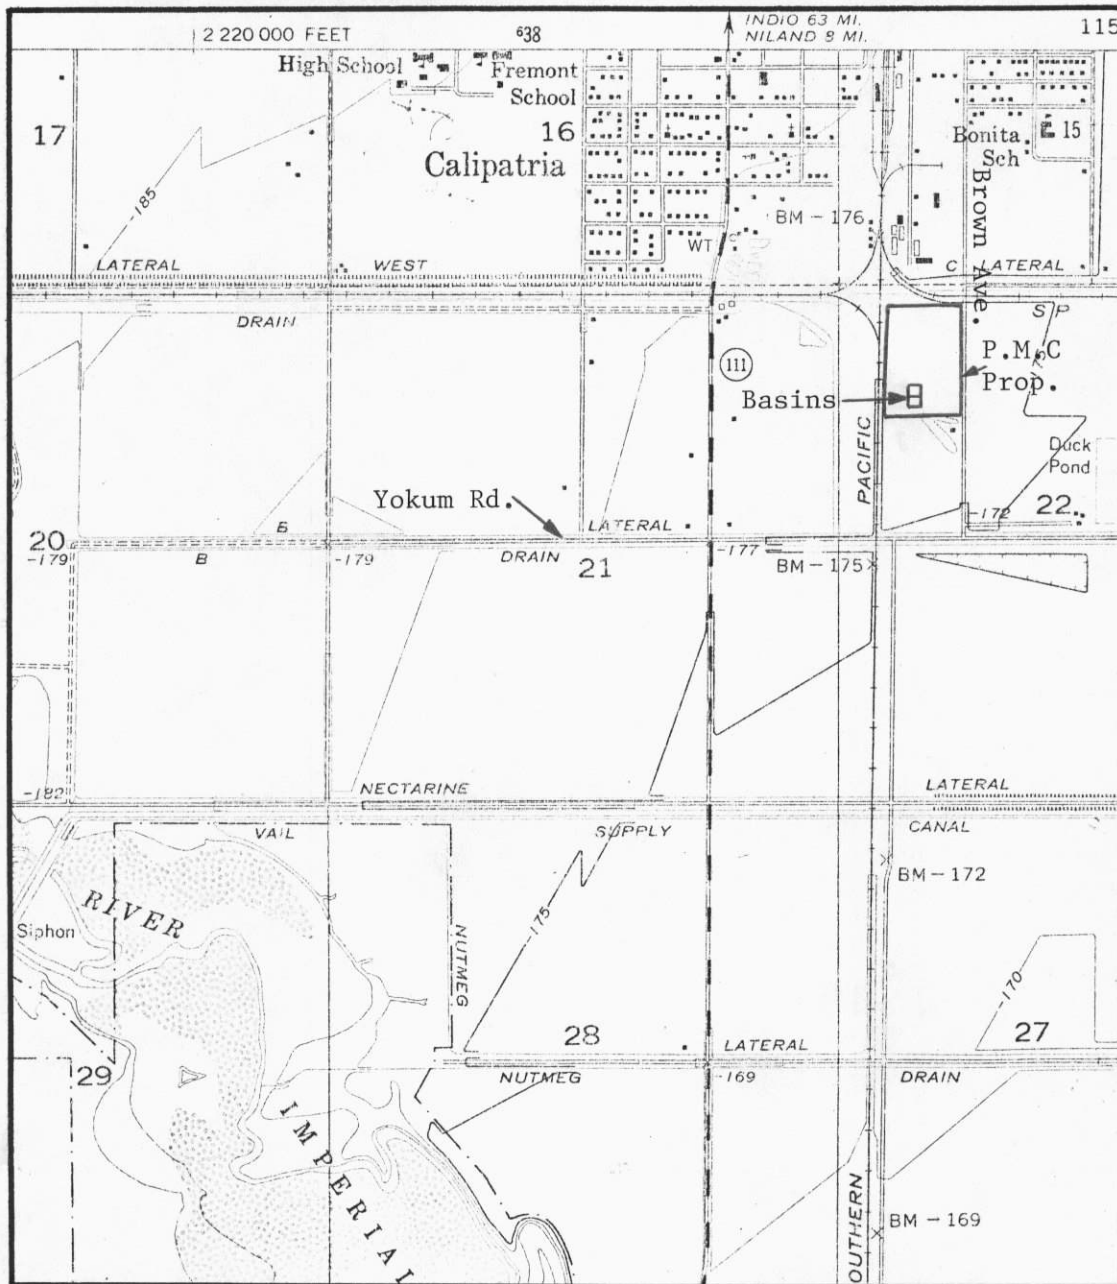 2 220 000 FEET
⁶38
INDIO 63 MI.
NILAND 8 MI.
115
High School
Fremont
School
17
16
15
Bonita
Sch
Calipatria
-185
BM - 176
WT
Brown Ave.
LATERAL
WEST
C LATERAL
DRAIN
S P
111
P.M.C
Prop.
-175
Basins
PACIFIC
Duck
Pond
Yokum Rd.
20
B
LATERAL
-172
22
-179
B
-179
DRAIN
21
-177
BM - 175
-182
NECTARINE
LATERAL
VAIL
SUPPLY
CANAL
BM - 172
RIVER
Siphon
NUTMEG
-175
-170
28
27
29
LATERAL
NUTMEG
-169
DRAIN
IMPERIAL
BM - 169
OUTHERN